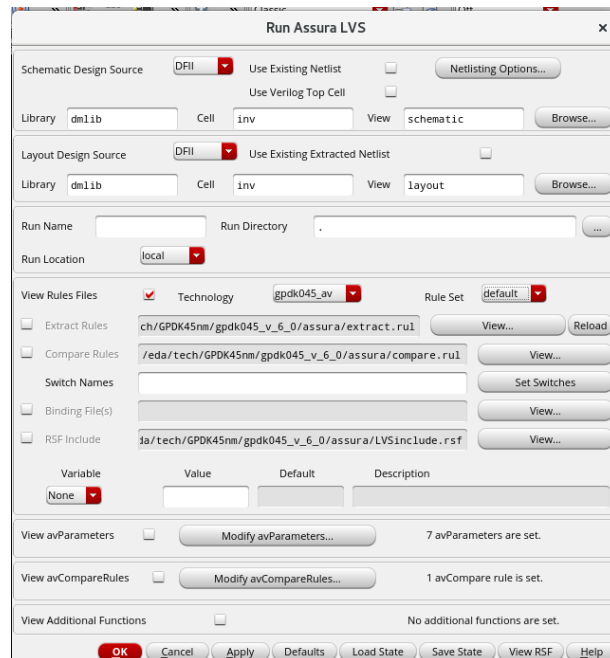 Run Assura LVS ×
Schematic Design Source DFII Use Existing Netlist Netlisting Options...
Use Verilog Top Cell
Library dmlib Cell inv View schematic Browse...
Layout Design Source DFII Use Existing Extracted Netlist
Library dmlib Cell inv View layout Browse...
Run Name Run Directory . ...
Run Location local
View Rules Files Technology gpdk045_av Rule Set default
Extract Rules ch/GPDK45nm/gpdk045_v_6_0/assura/extract.rul View... Reload
Compare Rules /eda/tech/GPDK45nm/gpdk045_v_6_0/assura/compare.rul View...
Switch Names Set Switches
Binding File(s) View...
RSF Include da/tech/GPDK45nm/gpdk045_v_6_0/assura/LVSinclude.rsf View...
Variable Value Default Description
None
View avParameters Modify avParameters... 7 avParameters are set.
View avCompareRules Modify avCompareRules... 1 avCompare rule is set.
View Additional Functions No additional functions are set.
OK Cancel Apply Defaults Load State Save State View RSF Help